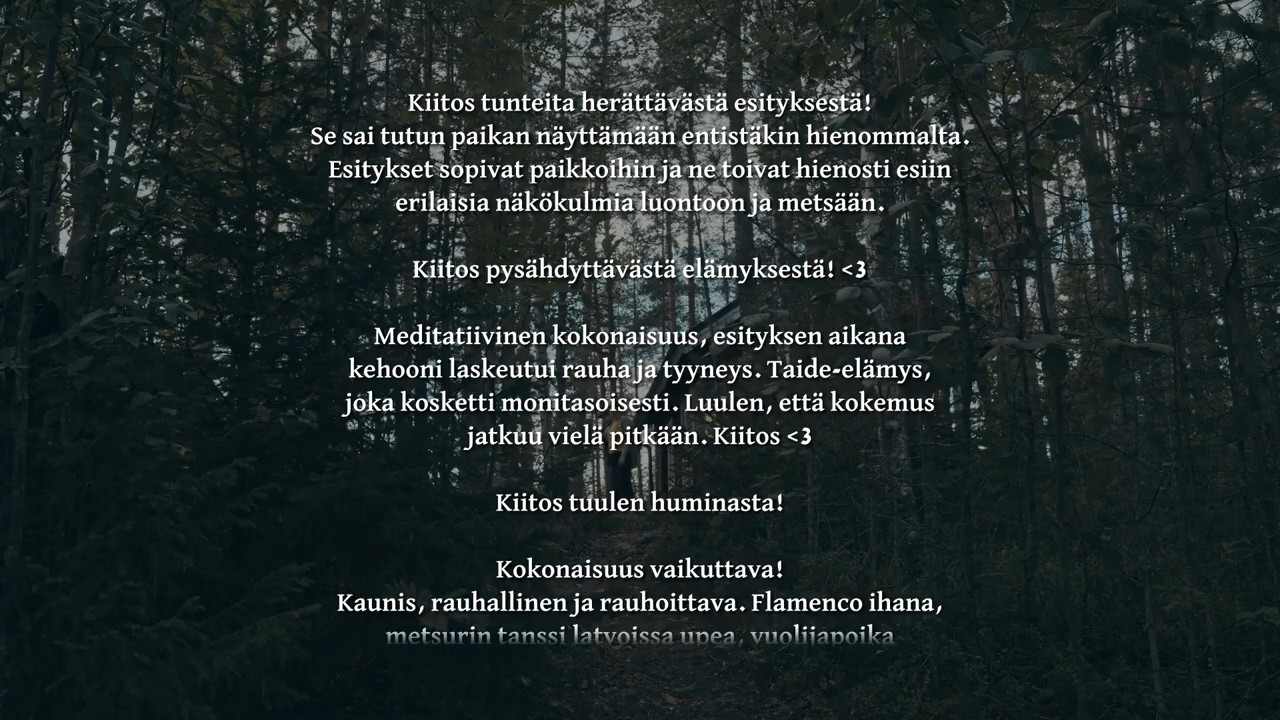 Kiitos tunteita herättävästä esityksestä!
Se sai tutun paikan näyttämään entistäkin hienommalta.
Esitykset sopivat paikkoihin ja ne toivat hienosti esiin
erilaisia näkökulmia luontoon ja metsään.
Kiitos pysähdyttävästä elämyksestä! <3
Meditatiivinen kokonaisuus, esityksen aikana
kehooni laskeutui rauha ja tyyneys. Taide-elämys,
joka kosketti monitasoisesti. Luulen, että kokemus
jatkuu vielä pitkään. Kiitos <3
Kiitos tuulen huminasta!
Kokonaisuus vaikuttava!
Kaunis, rauhallinen ja rauhoittava. Flamenco ihana,
metsurin tanssi latvoissa upea, vuolijapoika